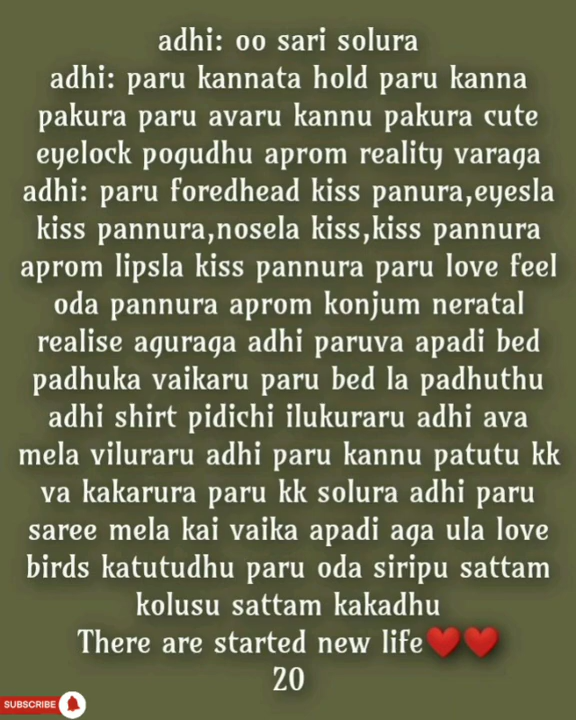 adhi: oo sari solura
adhi: paru kannata hold paru kanna
pakura paru avaru kannu pakura cute
eyelock pogudhu aprom reality varaga
adhi: paru foredhead kiss panura,eyesla
kiss pannura,nosela kiss,kiss pannura
aprom lipsla kiss pannura paru love feel
oda pannura aprom konjum neratal
realise aguraga adhi paruva apadi bed
padhuka vaikaru paru bed la padhuthu
adhi shirt pidichi ilukuraru adhi ava
mela viluraru adhi paru kannu patutu kk
va kakarura paru kk solura adhi paru
saree mela kai vaika apadi aga ula love
birds katutudhu paru oda siripu sattam
kolusu sattam kakadhu
There are started new life❤️❤️
20
SUBSCRIBE